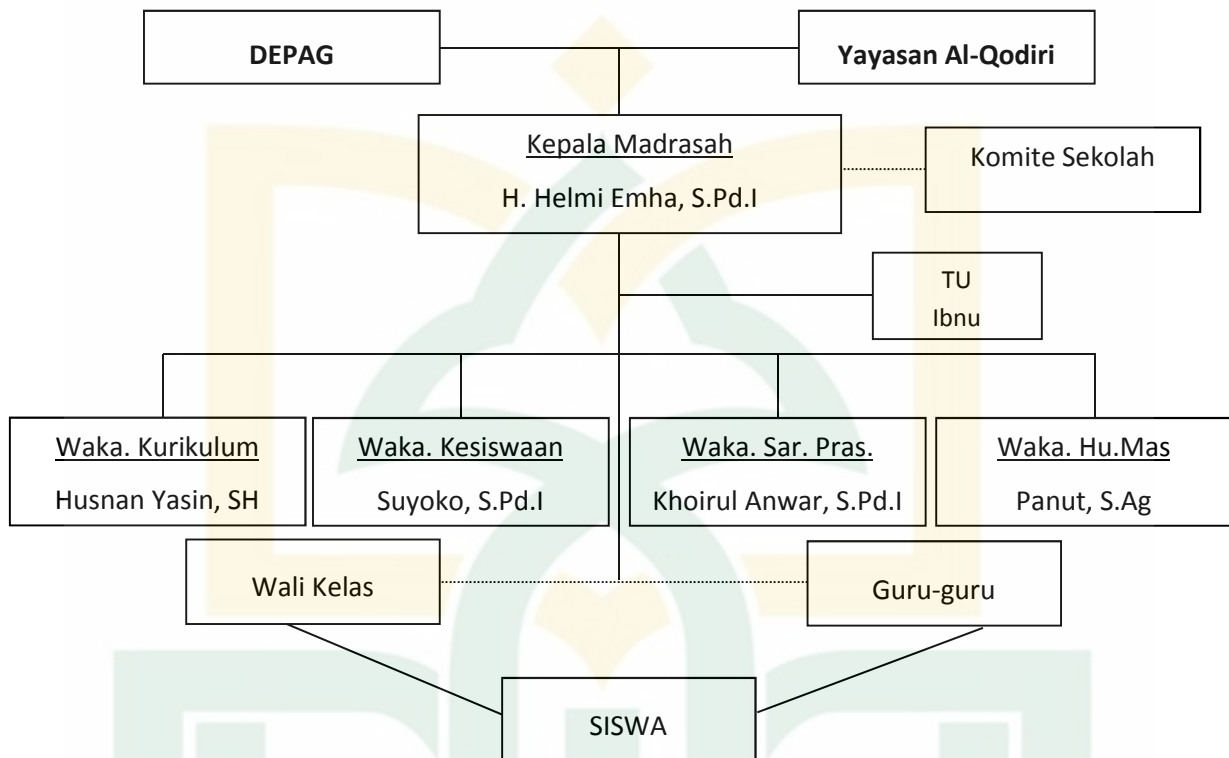 DEPAG
Yayasan Al-Qodiri
Kepala Madrasah
H. Helmi Emha, S.Pd.I
Komite Sekolah
TU
Ibnu
Waka. Kurikulum
Husnan Yasin, SH
Waka. Kesiswaan
Suyoko, S.Pd.I
Waka. Sar. Pras.
Khoirul Anwar, S.Pd.I
Waka. Hu.Mas
Panut, S.Ag
Wali Kelas
Guru-guru
SISWA